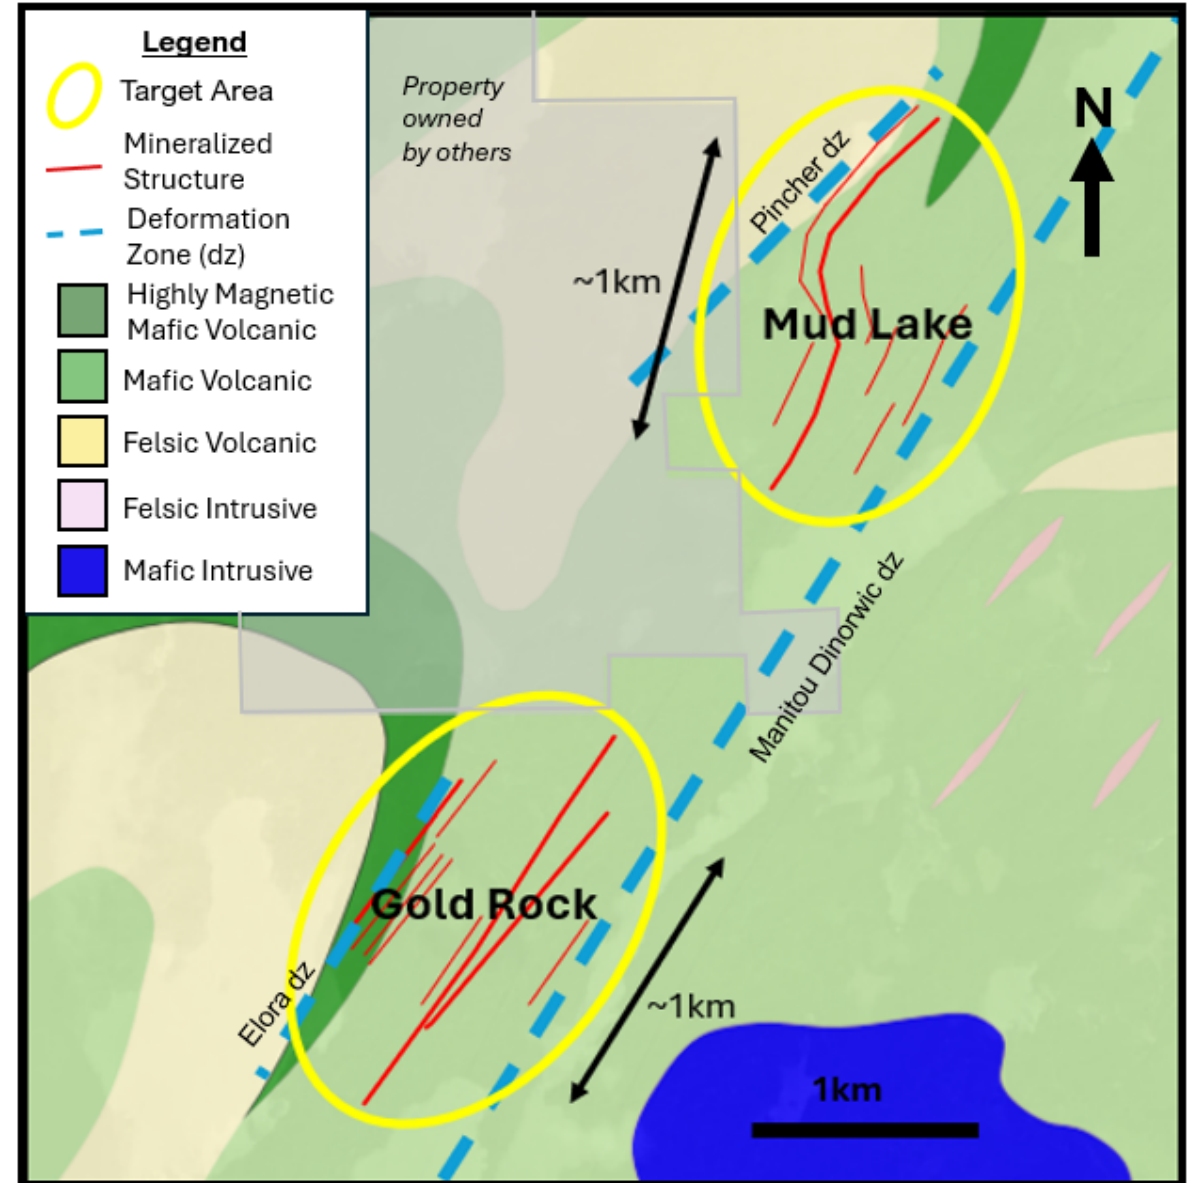 Legend
Target Area
Mineralized
Structure
Deformation
Zone (dz)
Highly Magnetic
Mafic Volcanic
Mafic Volcanic
Felsic Volcanic
Felsic Intrusive
Mafic Intrusive
Property
owned
by others
N
Pincher dz
~1km
Mud Lake
Manitou Dinorwic dz
Gold Rock
Elora dz
~1km
1km